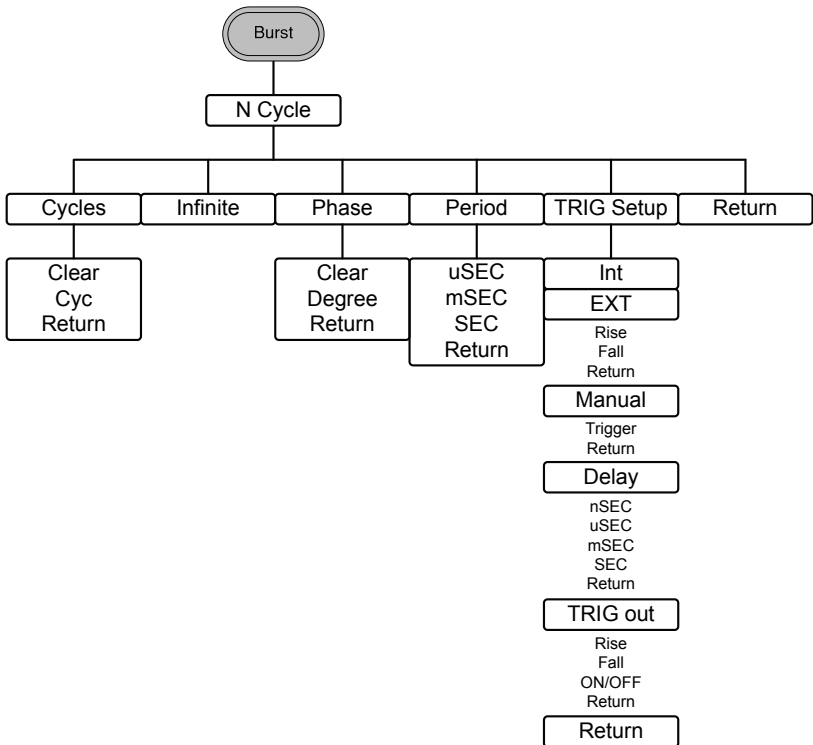 Burst
N Cycle
Cycles
Infinite
Phase
Period
TRIG Setup
Return
Clear
Cyc
Return
Clear
Degree
Return
uSEC
mSEC
SEC
Return
Int
EXT
Rise
Fall
Return
Manual
Trigger
Return
Delay
nSEC
uSEC
mSEC
SEC
Return
TRIG out
Rise
Fall
ON/OFF
Return
Return